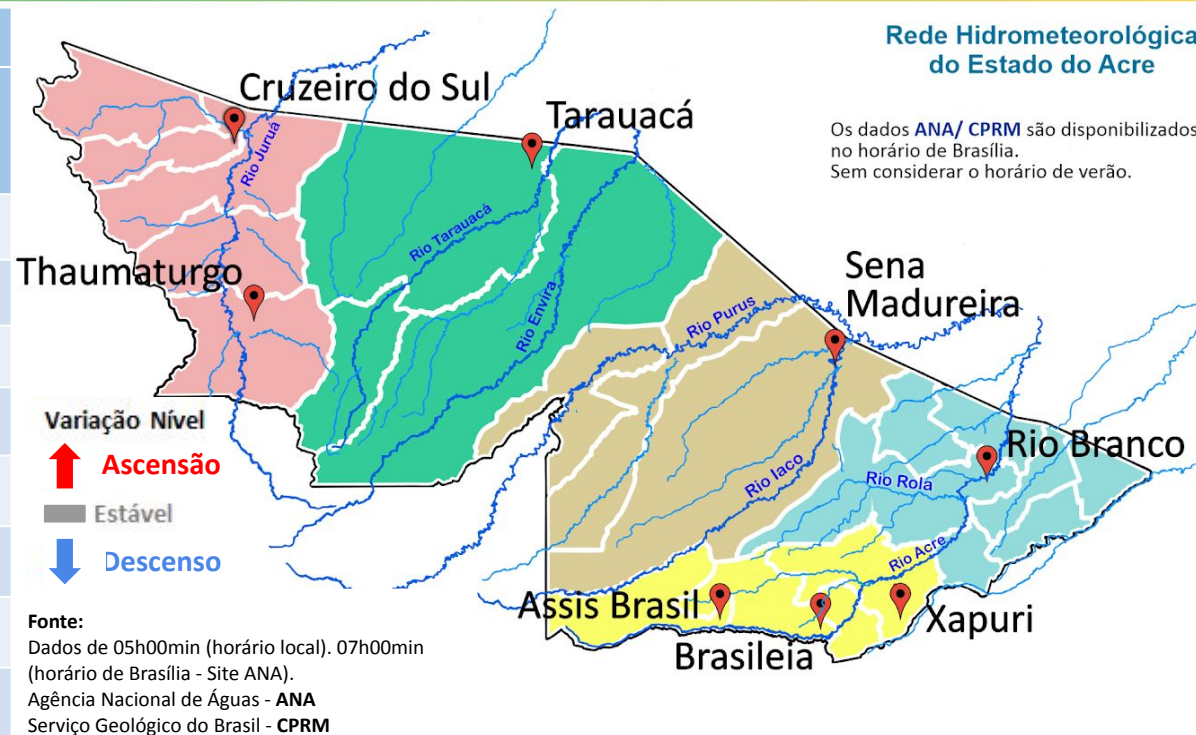 Rede Hidrometeorológica
do Estado do Acre
Os dados ANA/ CPRM são disponibilizados
no horário de Brasília.
Sem considerar o horário de verão.
Cruzeiro do Sul
Tarauacá
Rio Juruá
Rio Tarauacá
Thaumaturgo
Rio Envira
Sena
Madureira
Rio Purus
Rio Iaco
Rio Branco
Rio Rola
Rio Acre
Assis Brasil
Brasileia
Xapuri
Variação Nível
Ascensão
Estável
Descenso
Fonte:
Dados de 05h00min (horário local). 07h00min
(horário de Brasília - Site ANA).
Agência Nacional de Águas - ANA
Serviço Geológico do Brasil - CPRM